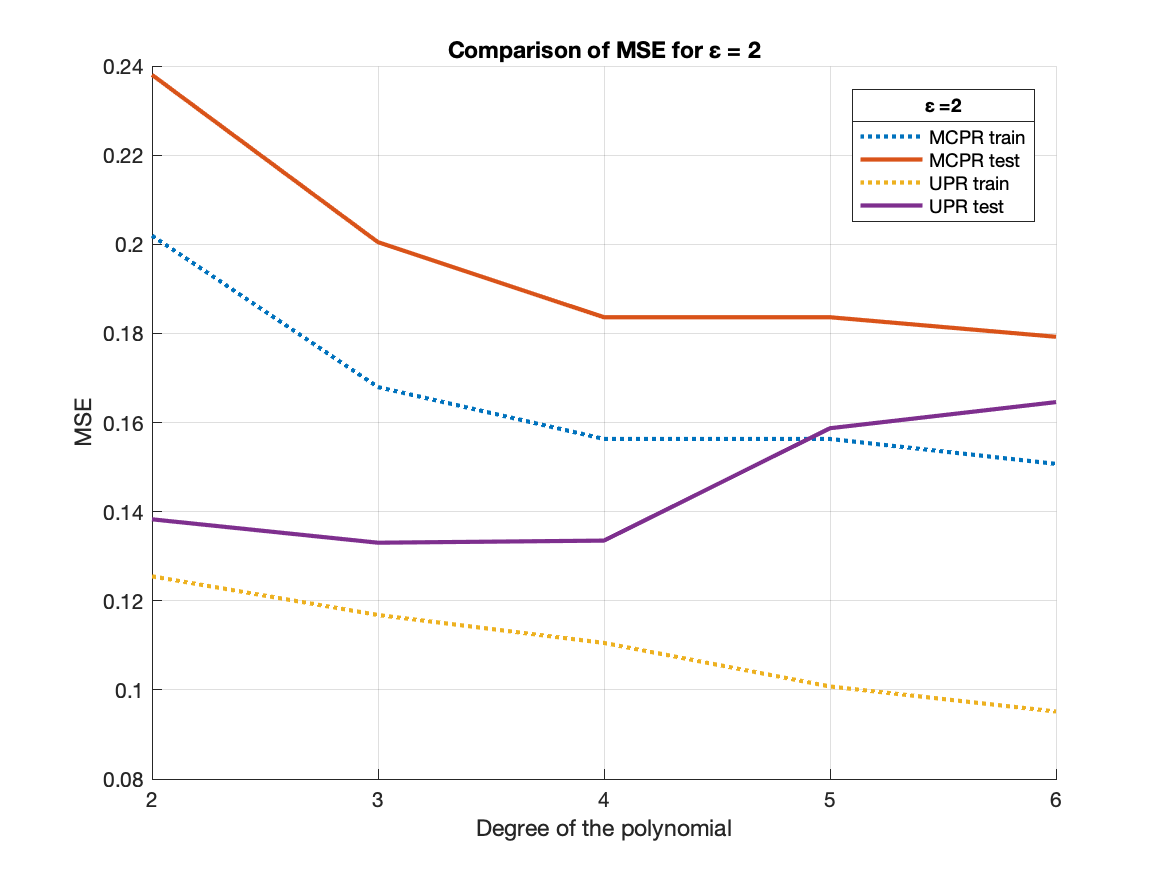 Comparison of MSE for ε = 2
ε =2
MCPR train
MCPR test
UPR train
UPR test
MSE
0.24
0.22
0.2
0.18
0.16
0.14
0.12
0.1
0.08
2 3 4 5 6
Degree of the polynomial